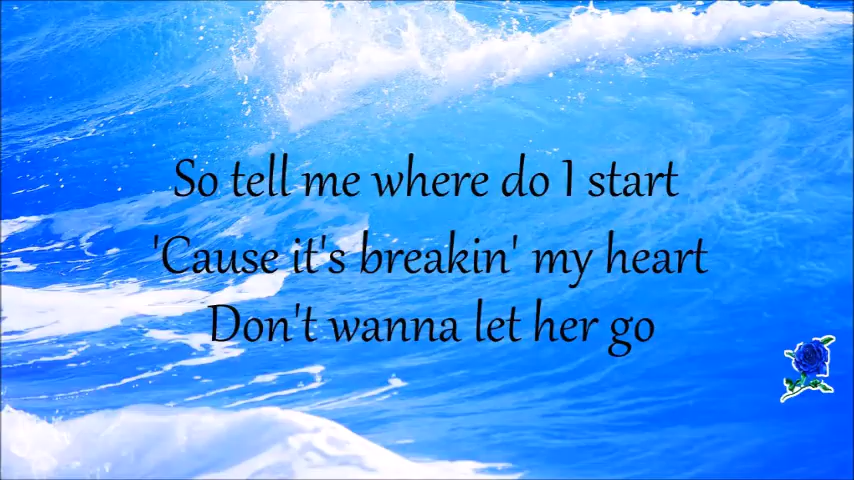 So tell me where do I start
'Cause it's breakin' my heart
Don't wanna let her go